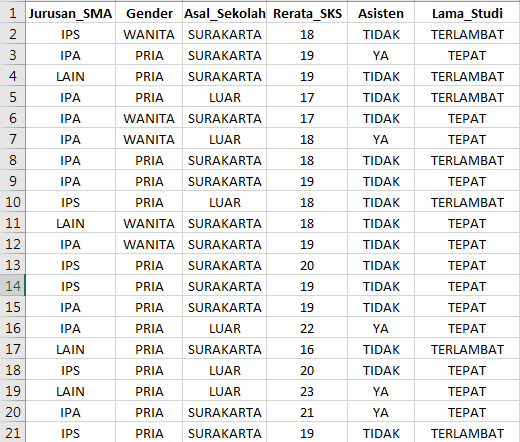 1 Jurusan_SMA Gender Asal_Sekolah Rerata_SKS Asisten Lama_Studi
2 IPS WANITA SURAKARTA 18 TIDAK TERLAMBAT
3 IPA PRIA SURAKARTA 19 YA TEPAT
4 LAIN PRIA SURAKARTA 19 TIDAK TERLAMBAT
5 IPA PRIA LUAR 17 TIDAK TERLAMBAT
6 IPA WANITA SURAKARTA 17 TIDAK TEPAT
7 IPA WANITA LUAR 18 YA TEPAT
8 IPA PRIA SURAKARTA 18 TIDAK TERLAMBAT
9 IPA PRIA SURAKARTA 19 TIDAK TEPAT
10 IPS PRIA LUAR 18 TIDAK TERLAMBAT
11 LAIN WANITA SURAKARTA 18 TIDAK TEPAT
12 IPA WANITA SURAKARTA 19 TIDAK TEPAT
13 IPS PRIA SURAKARTA 20 TIDAK TEPAT
14 IPS PRIA SURAKARTA 19 TIDAK TEPAT
15 IPA PRIA SURAKARTA 19 TIDAK TEPAT
16 IPA PRIA LUAR 22 YA TEPAT
17 LAIN PRIA SURAKARTA 16 TIDAK TERLAMBAT
18 IPS PRIA LUAR 20 TIDAK TEPAT
19 LAIN PRIA LUAR 23 YA TEPAT
20 IPA PRIA SURAKARTA 21 YA TEPAT
21 IPS PRIA SURAKARTA 19 TIDAK TERLAMBAT